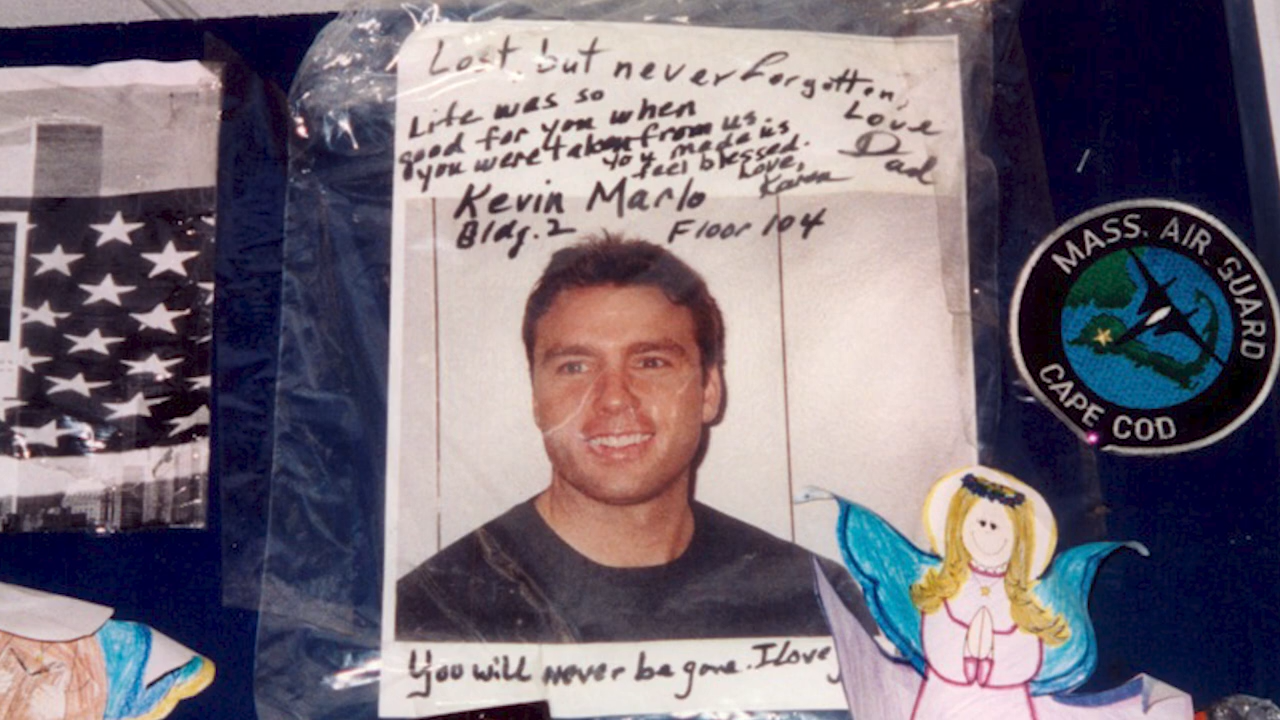 Lost, but never forgotten,
Love
Dad
Life was so
good for you when
you were taken from us.
you made us
feel blessed.
Love,
Karen
Kevin Marlo
Bldg. 2 Floor 104
You will never be gone. I love
MASS. AIR. GUARD
CAPE COD